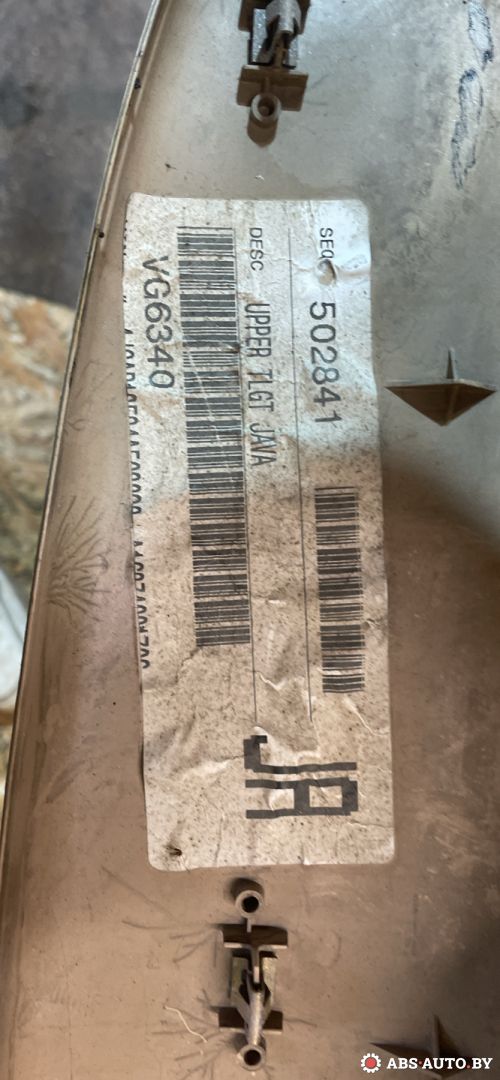 SEQ 502841
DESC UPPER TLGT JAVA
VG6340
JA
ABS-AUTO.BY